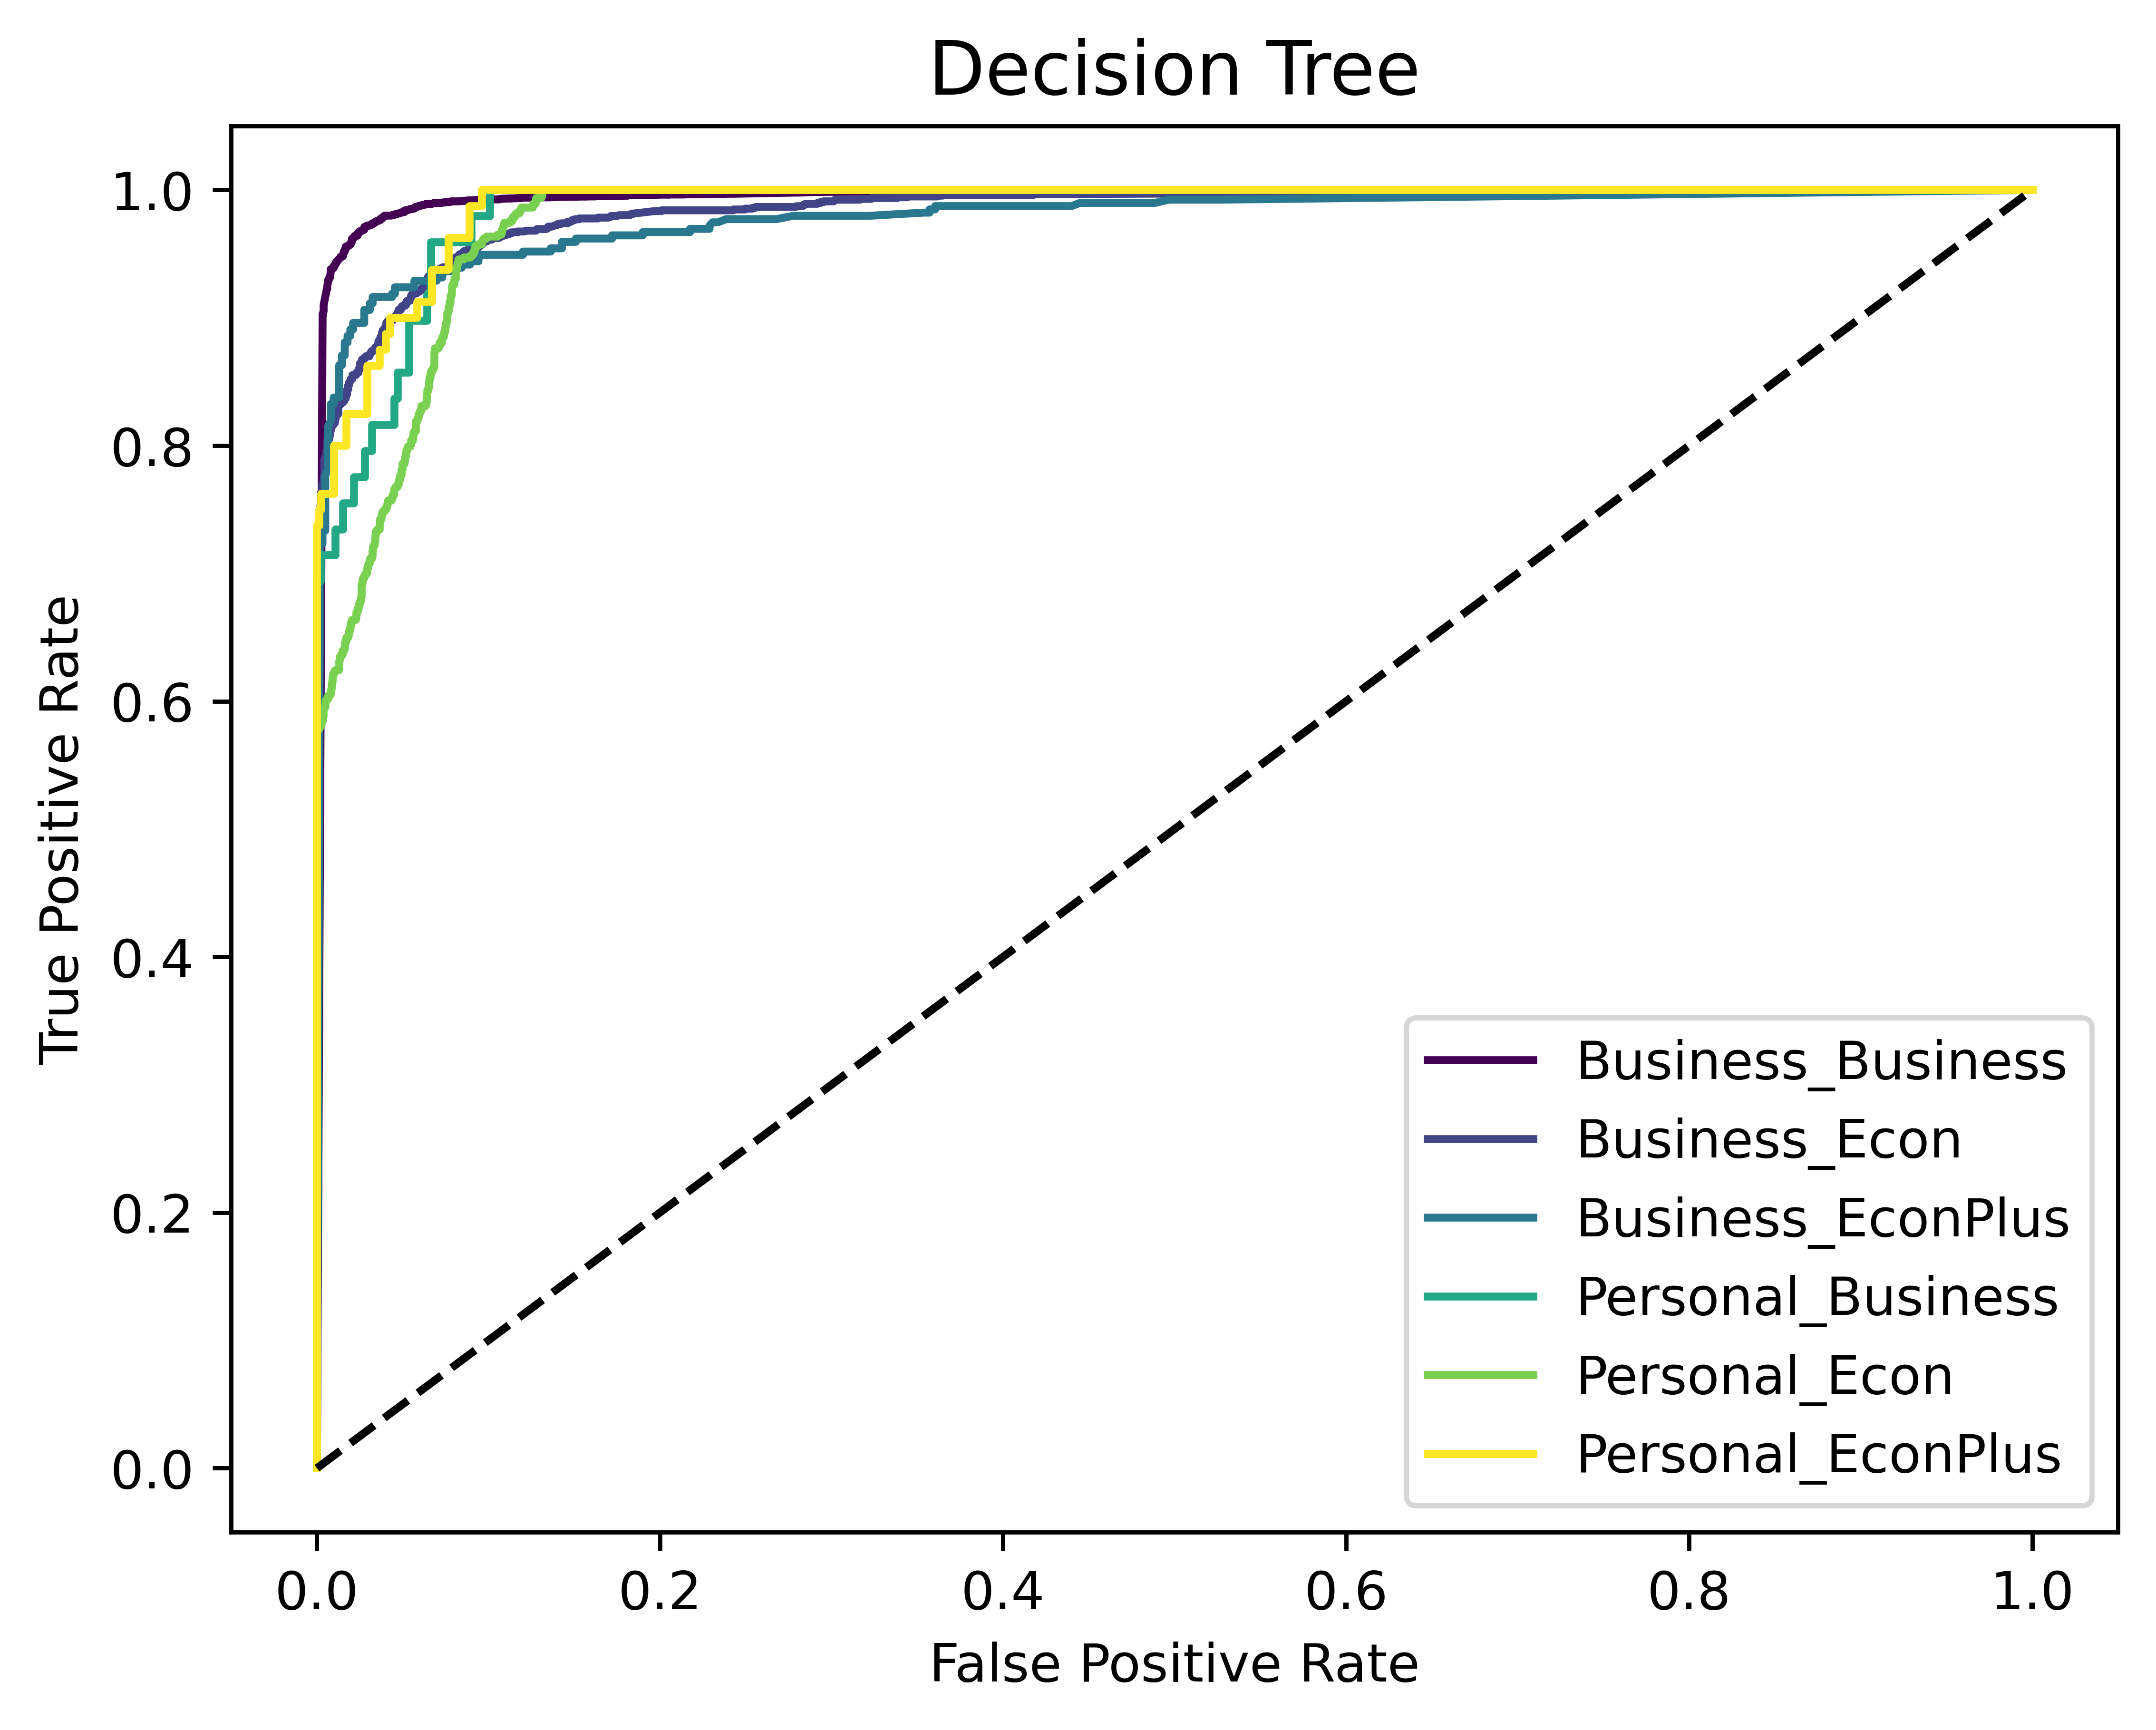 Decision Tree
True Positive Rate
1.0
0.8
0.6
0.4
0.2
0.0
Business_Business
Business_Econ
Business_EconPlus
Personal_Business
Personal_Econ
Personal_EconPlus
0.0 0.2 0.4 0.6 0.8 1.0
False Positive Rate